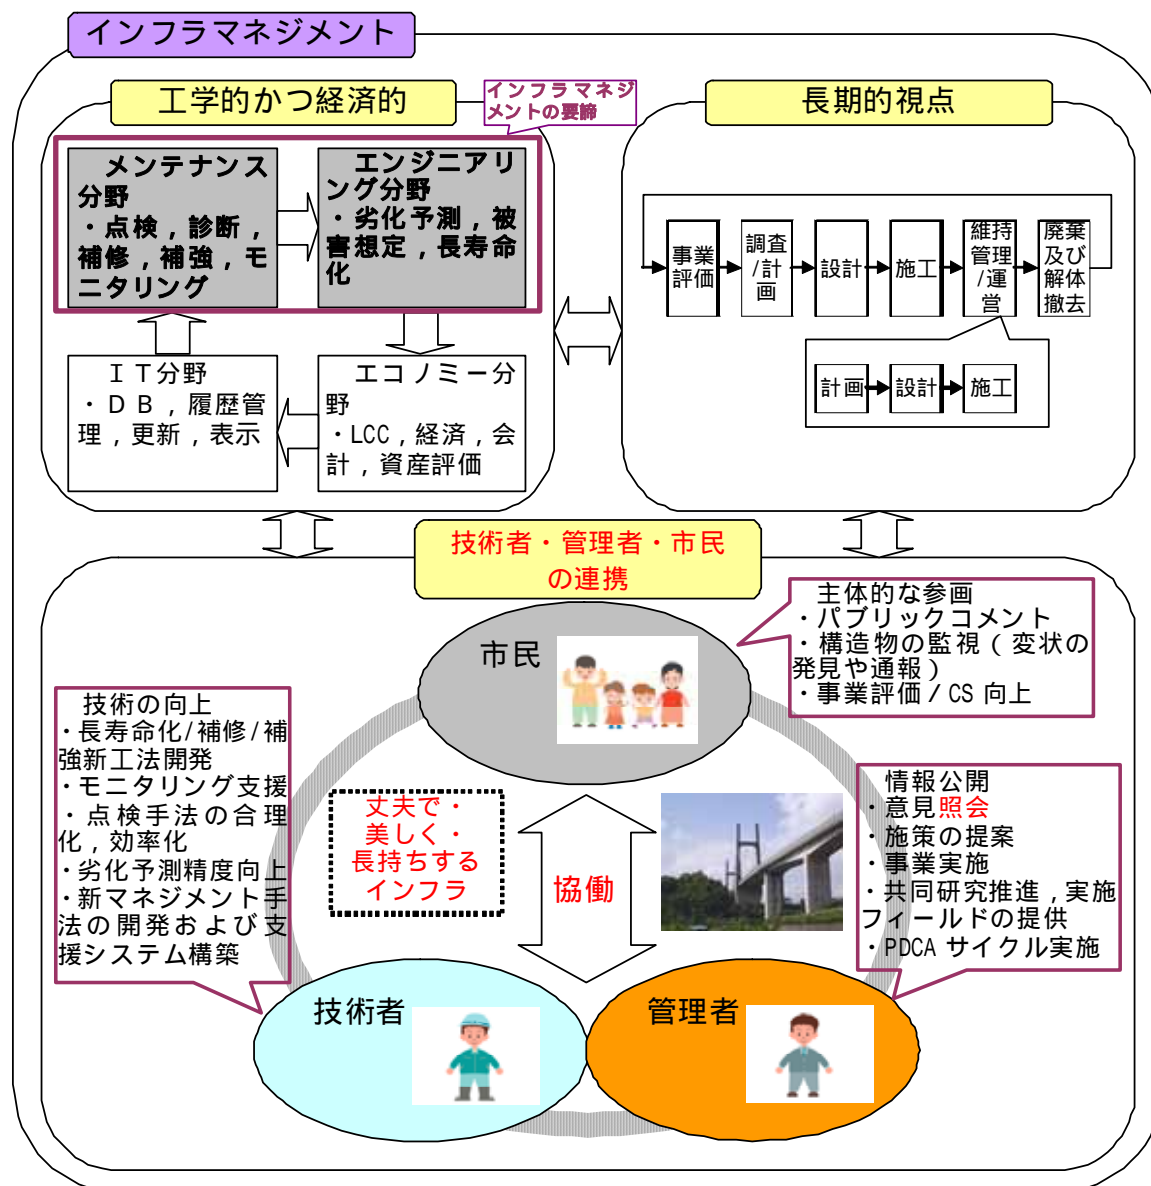 インフラマネジメント
工学的かつ経済的
インフラマネジ
メントの要諦
メンテナンス
分野
・点検，診断，
補修，補強，モ
ニタリング
エンジニアリ
ング分野
・劣化予測，被
害想定，長寿命
化
ＩＴ分野
・ＤＢ，履歴管
理，更新，表示
エコノミー分
野
・LCC，経済，会
計，資産評価
長期的視点
事業
評価
調査
/計
画
設計
施工
維持
管理
/運
営
廃棄
及び
解体
撤去
計画
設計
施工
技術者・管理者・市民
の連携
市民
主体的な参画
・パブリックコメント
・構造物の監視（変状の
発見や通報）
・事業評価／CS 向上
技術の向上
・長寿命化/補修/補
強新工法開発
・モニタリング支援
・点検手法の合理
化，効率化
・劣化予測精度向上
・新マネジメント手
法の開発および支
援システム構築
丈夫で・
美しく・
長持ちする
インフラ
協働
情報公開
・意見照会
・施策の提案
・事業実施
・共同研究推進，実施
フィールドの提供
・PDCA サイクル実施
技術者
管理者